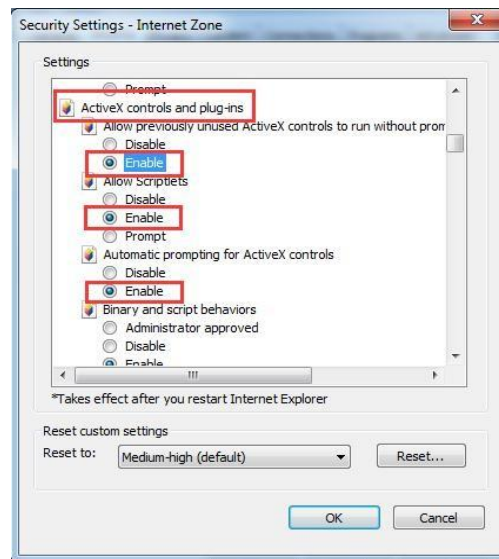 Security Settings - Internet Zone
Settings
Prompt
ActiveX controls and plug-ins
Allow previously unused ActiveX controls to run without prom
Disable
Enable
Allow Scriptlets
Disable
Enable
Prompt
Automatic prompting for ActiveX controls
Disable
Enable
Binary and script behaviors
Administrator approved
Disable
Enable
*Takes effect after you restart Internet Explorer
Reset custom settings
Reset to: Medium-high (default) Reset...
OK Cancel